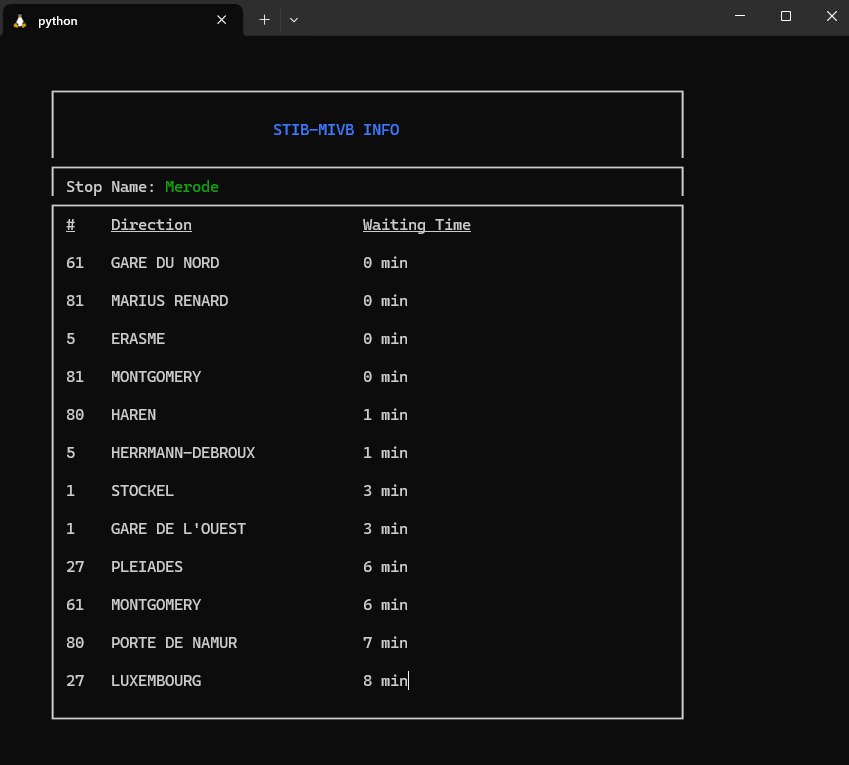 python
STIB-MIVB INFO
Stop Name: Merode
# Direction Waiting Time
61 GARE DU NORD 0 min
81 MARIUS RENARD 0 min
5 ERASME 0 min
81 MONTGOMERY 0 min
80 HAREN 1 min
5 HERRMANN-DEBROUX 1 min
1 STOCKEL 3 min
1 GARE DE L'OUEST 3 min
27 PLEIADES 6 min
61 MONTGOMERY 6 min
80 PORTE DE NAMUR 7 min
27 LUXEMBOURG 8 min